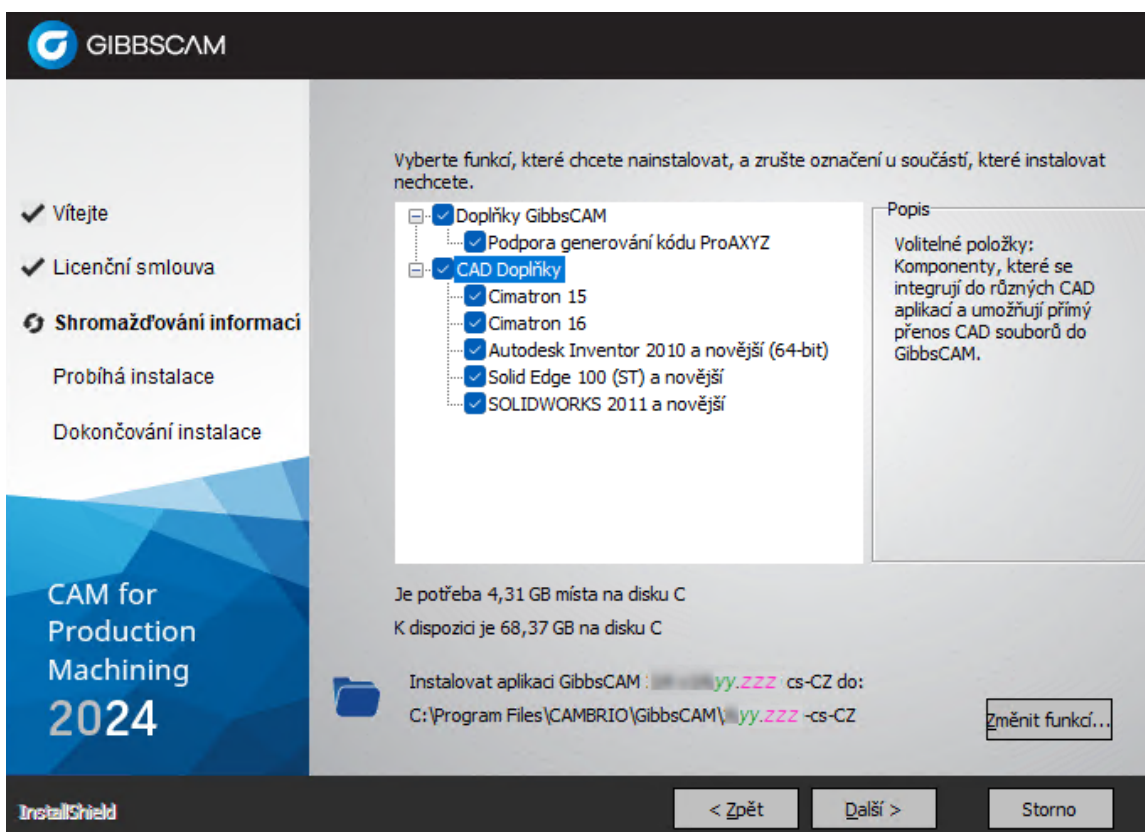 GIBBSCAM
Vyberte funkcí, které chcete nainstalovat, a zrušte označení u součástí, které instalovat
nechcete.
Vítejte
Licenční smlouva
Shromažďování informací
Probíhá instalace
Dokončování instalace
Doplňky GibbsCAM
Podpora generování kódu ProAXYZ
CAD Doplňky
Cimatron 15
Cimatron 16
Autodesk Inventor 2010 a novější (64-bit)
Solid Edge 100 (ST) a novější
SOLIDWORKS 2011 a novější
Popis
Volitelné položky:
Komponenty, které se
integrují do různých CAD
aplikací a umožňují přímý
přenos CAD souborů do
GibbsCAM.
CAM for
Production
Machining
2024
Je potřeba 4,31 GB místa na disku C
K dispozici je 68,37 GB na disku C
Instalovat aplikaci GibbsCAM yy.zzz cs-CZ do:
C:\Program Files\CAMBRIO\GibbsCAM\ yy.zzz -cs-CZ
Změnit funkcí...
InstallShield
< Zpět
Další >
Storno